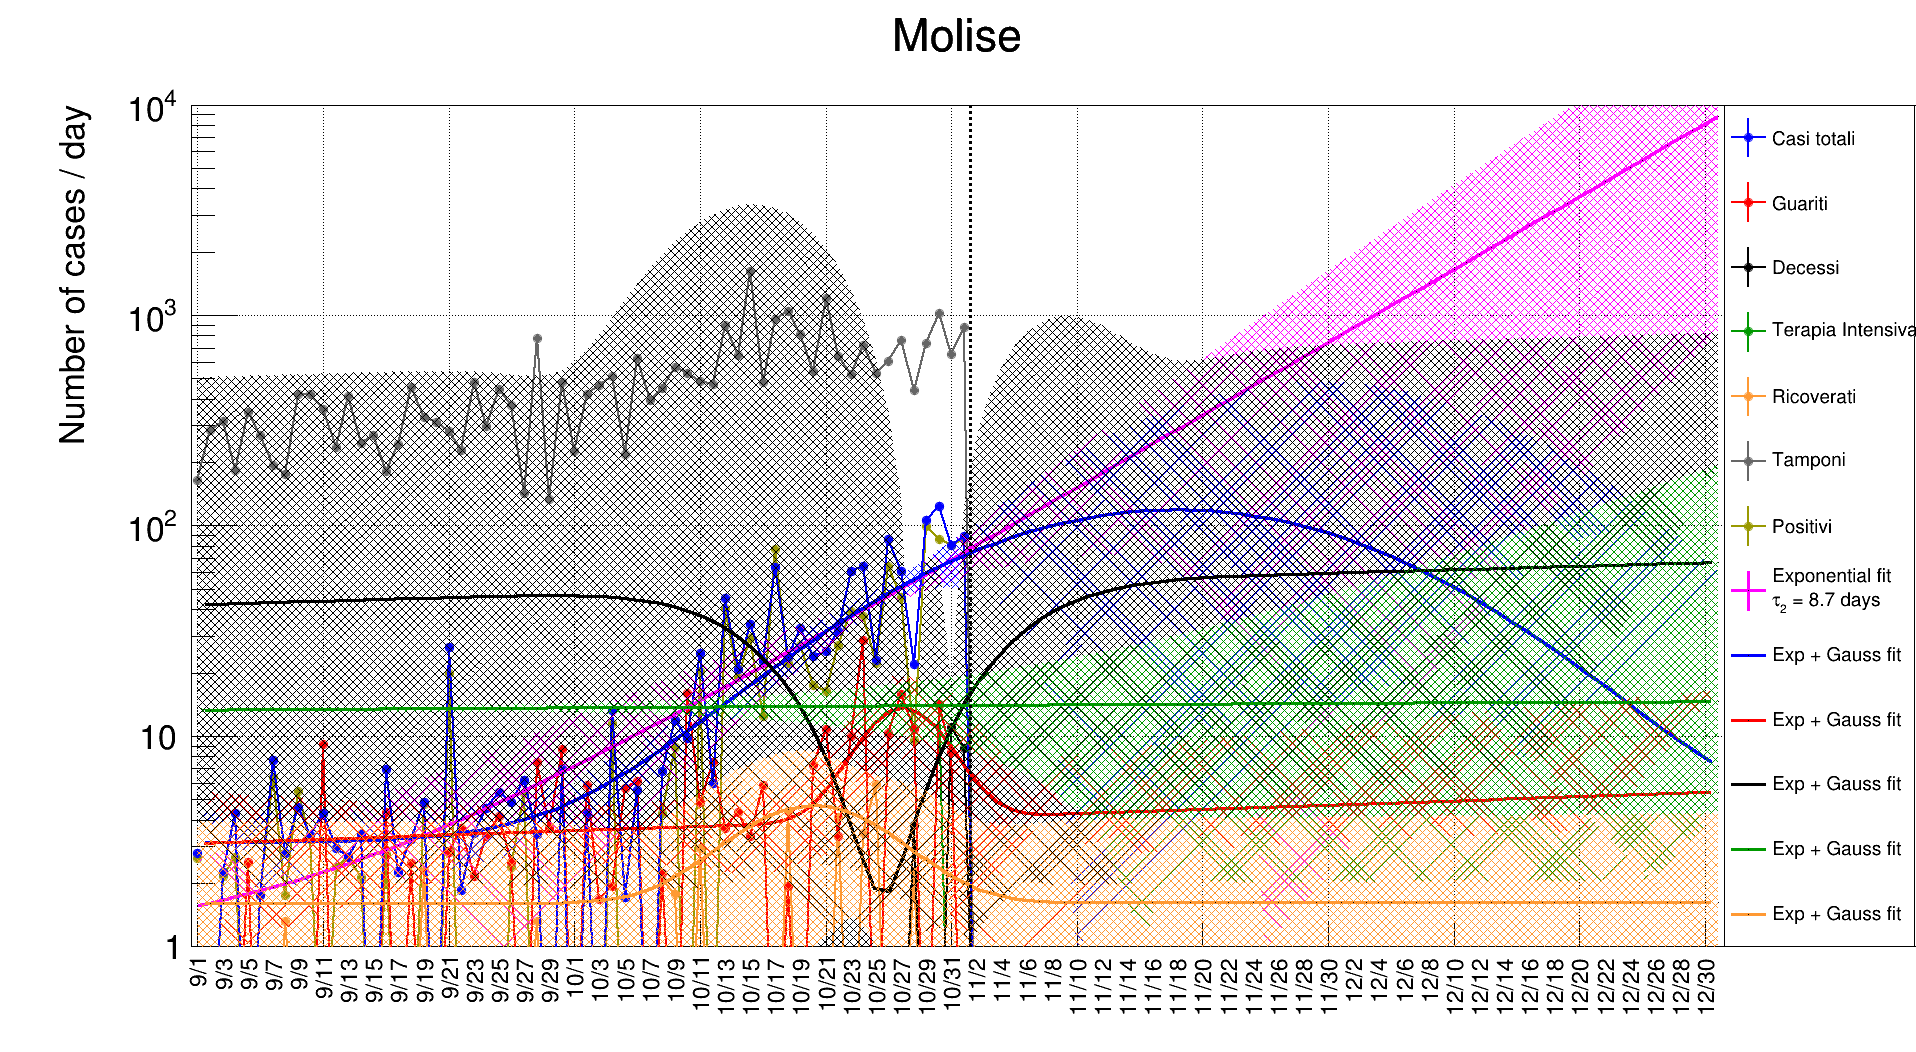 Molise
Number of cases / day
10^4
10^3
10^2
10
1
9/1 9/3 9/5 9/7 9/9 9/11 9/13 9/15 9/17 9/19 9/21 9/23 9/25 9/27 9/29 10/1 10/3 10/5 10/7 10/9 10/11 10/13 10/15 10/17 10/19 10/21 10/23 10/25 10/27 10/29 10/31 11/2 11/4 11/6 11/8 11/10 11/12 11/14 11/16 11/18 11/20 11/22 11/24 11/26 11/28 11/30 12/2 12/4 12/6 12/8 12/10 12/12 12/14 12/16 12/18 12/20 12/22 12/24 12/26 12/28 12/30
Casi totali
Guariti
Decessi
Terapia Intensiva
Ricoverati
Tamponi
Positivi
Exponential fit
τ₂ = 8.7 days
Exp + Gauss fit
Exp + Gauss fit
Exp + Gauss fit
Exp + Gauss fit
Exp + Gauss fit